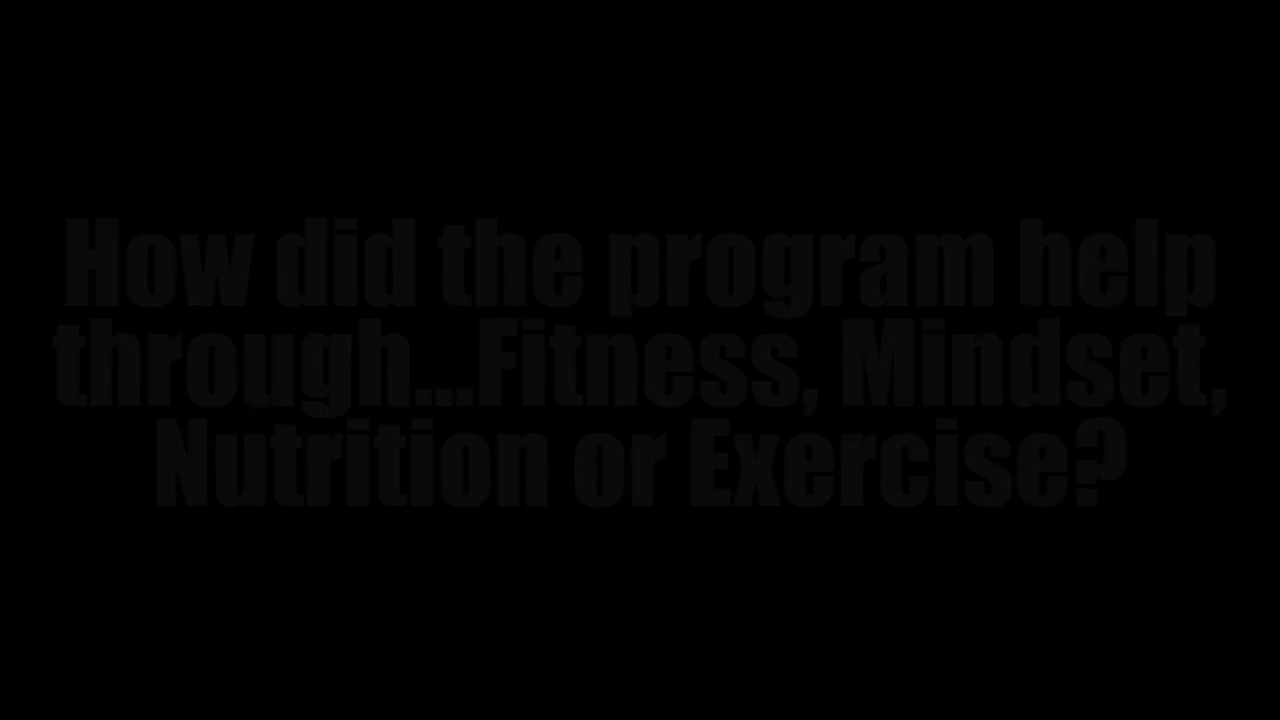 How did the program help
through...Fitness, Mindset,
Nutrition or Exercise?